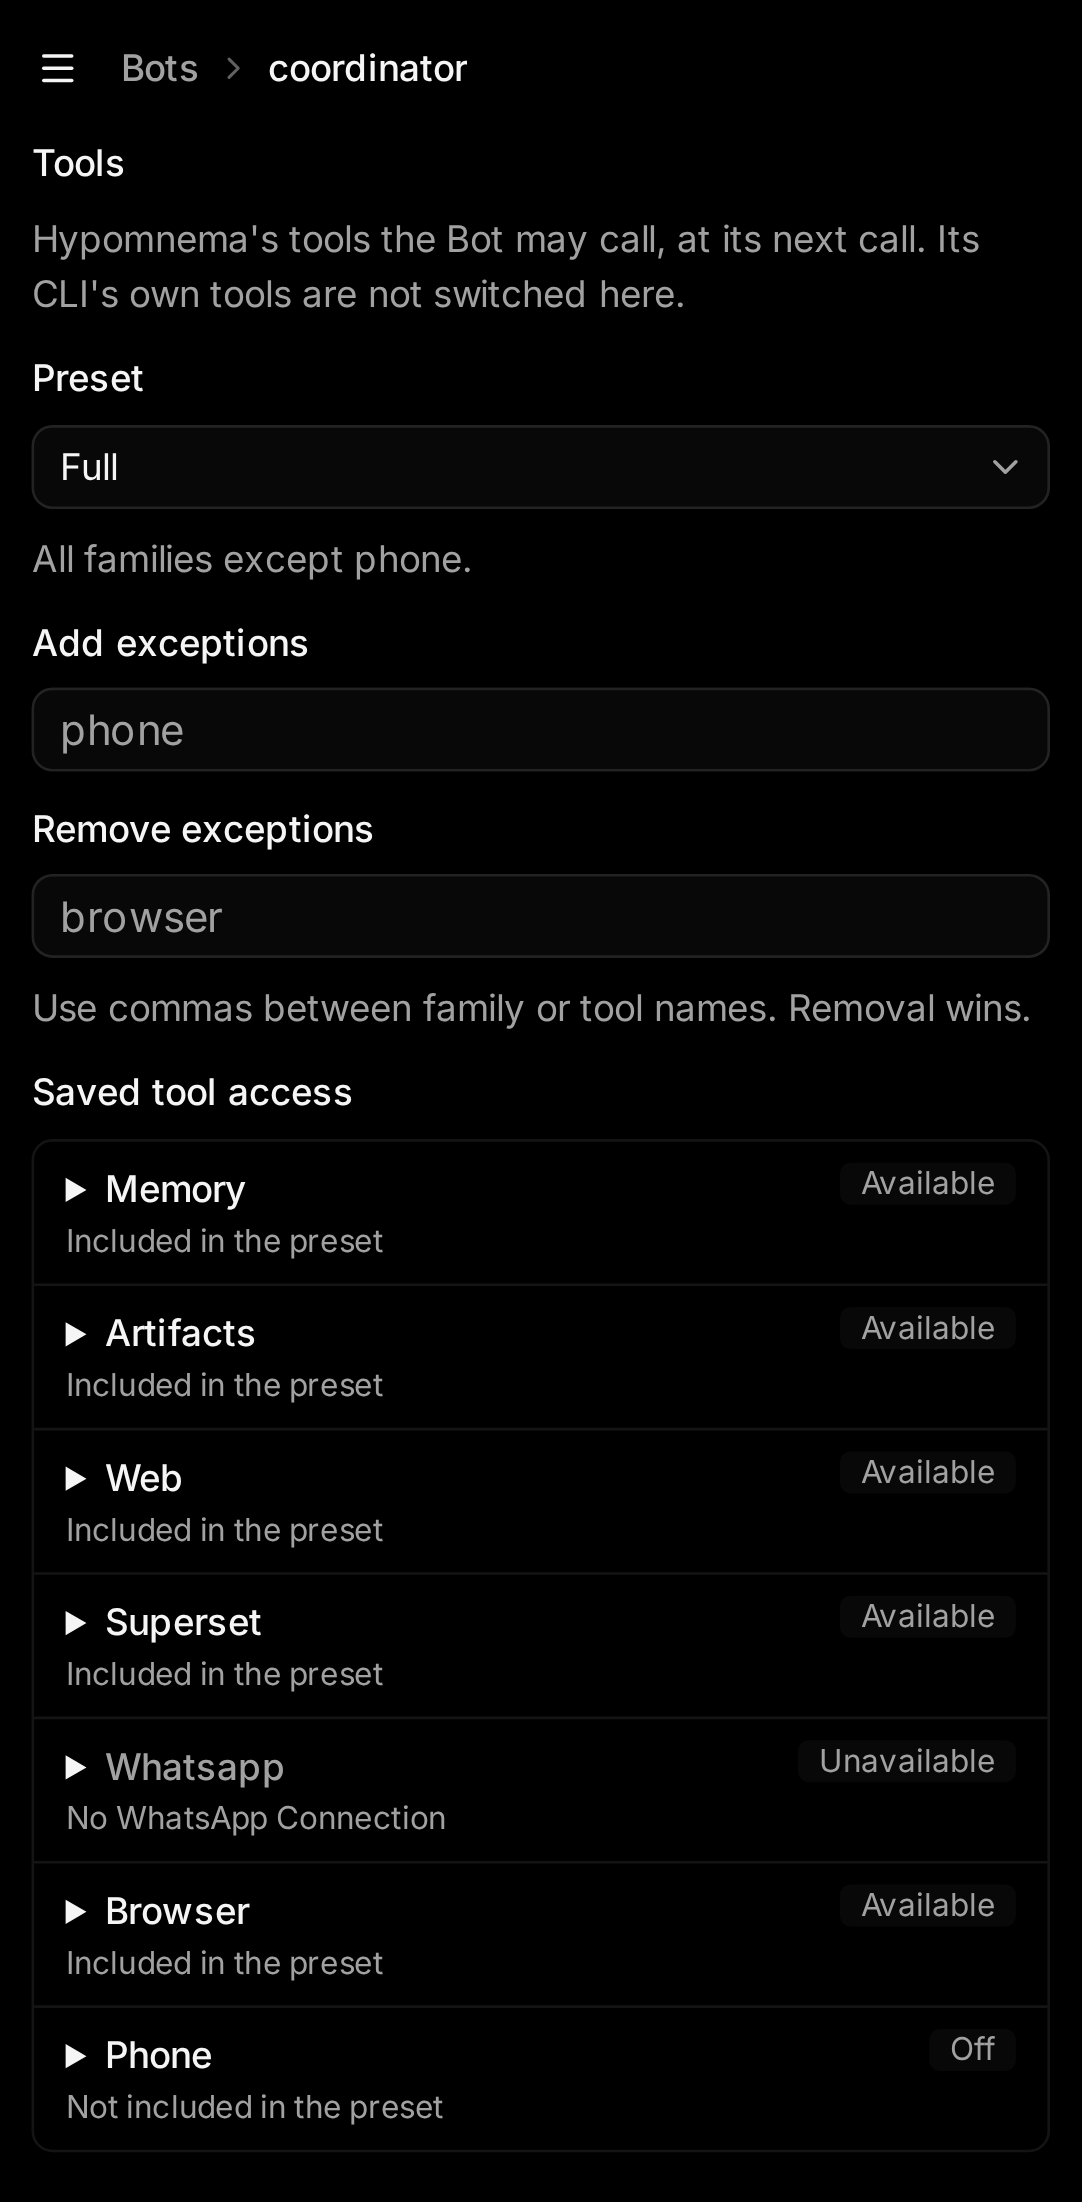 Bots > coordinator
Tools
Hypomnema's tools the Bot may call, at its next call. Its
CLI's own tools are not switched here.
Preset
Full
All families except phone.
Add exceptions
phone
Remove exceptions
browser
Use commas between family or tool names. Removal wins.
Saved tool access
Memory Available
Included in the preset
Artifacts Available
Included in the preset
Web Available
Included in the preset
Superset Available
Included in the preset
Whatsapp Unavailable
No WhatsApp Connection
Browser Available
Included in the preset
Phone Off
Not included in the preset